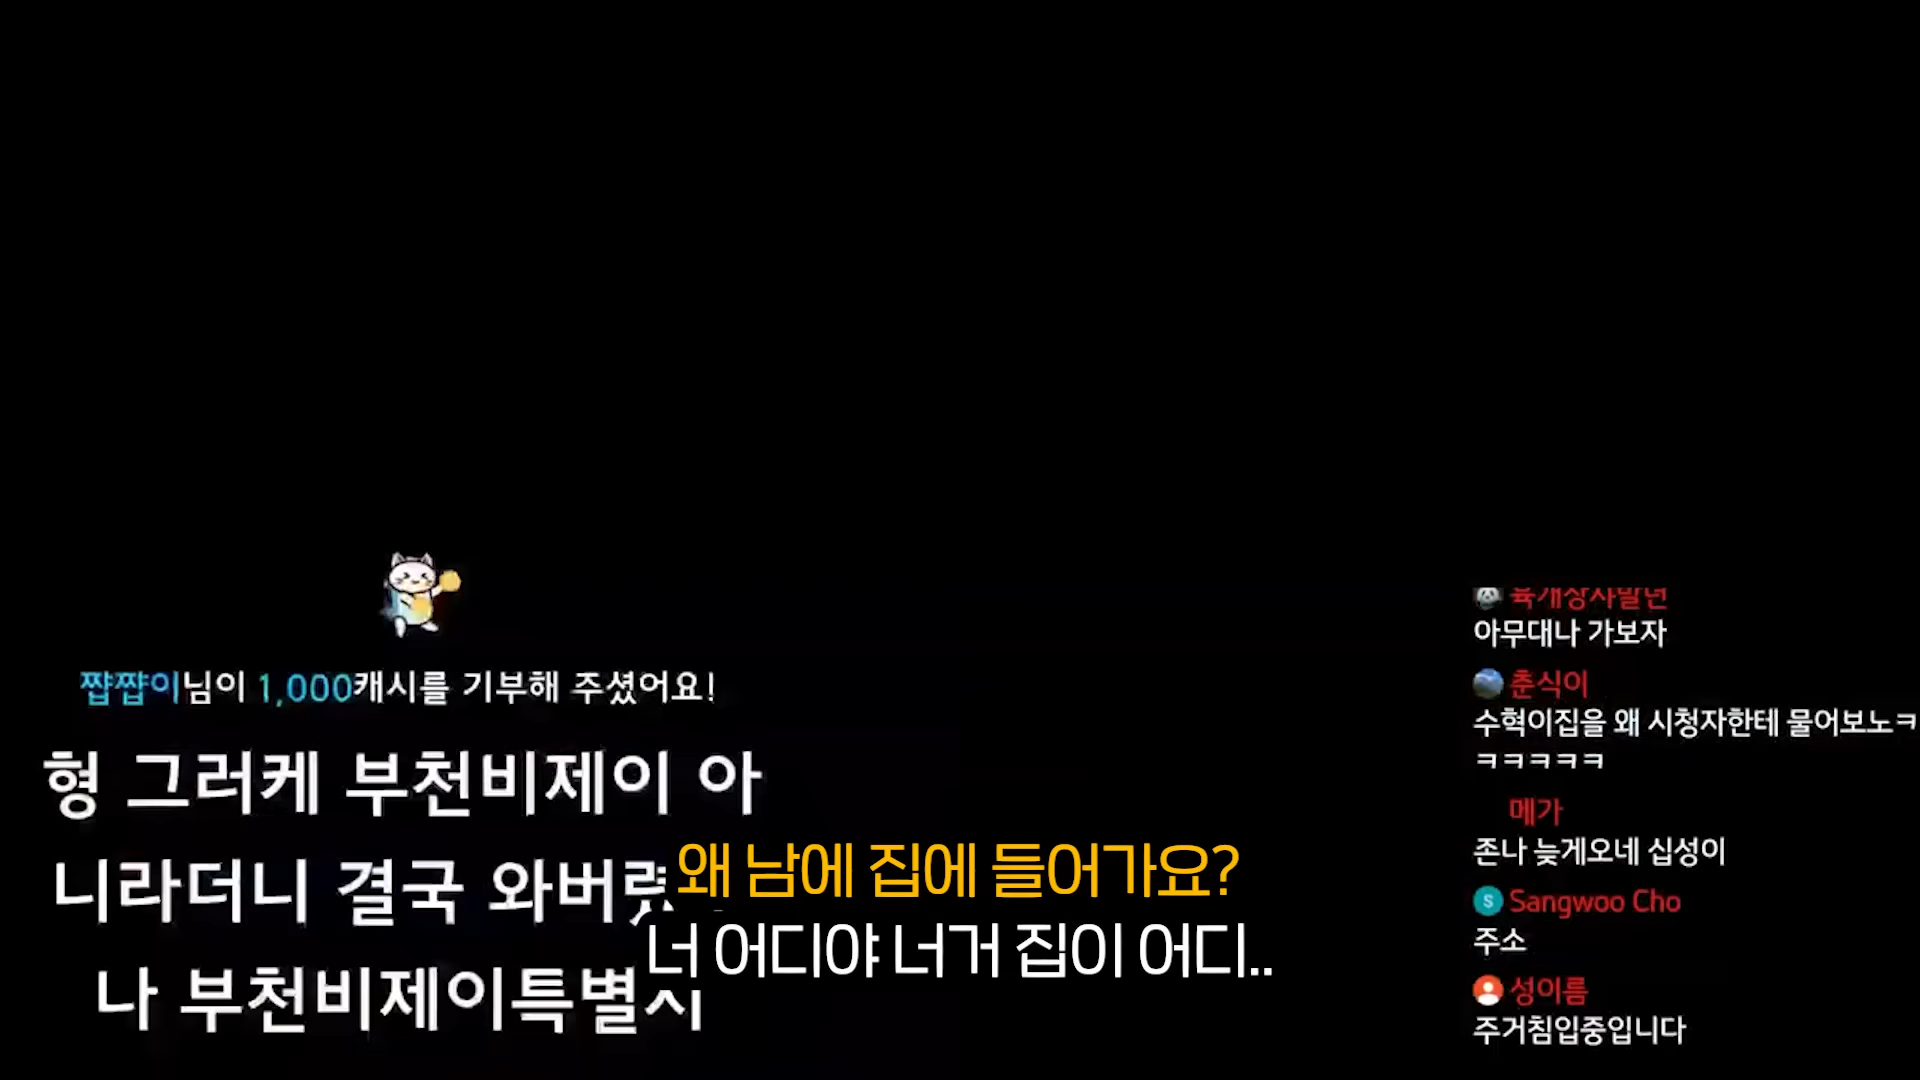 쨥쨥이님이 1,000캐시를 기부해 주셨어요!
형 그러케 부천비제이 아
니라더니 결국 와버렸
나 부천비제이특별시
왜 남에 집에 들어가요?
너 어디야 너거 집이 어디..
아무대나 가보자
춘식이
수혁이집을 왜 시청자한테 물어보노ㅋ
ㅋㅋㅋㅋㅋ
메가
존나 늦게오네 십성이
S Sangwoo Cho
주소
성이름
주거침입중입니다